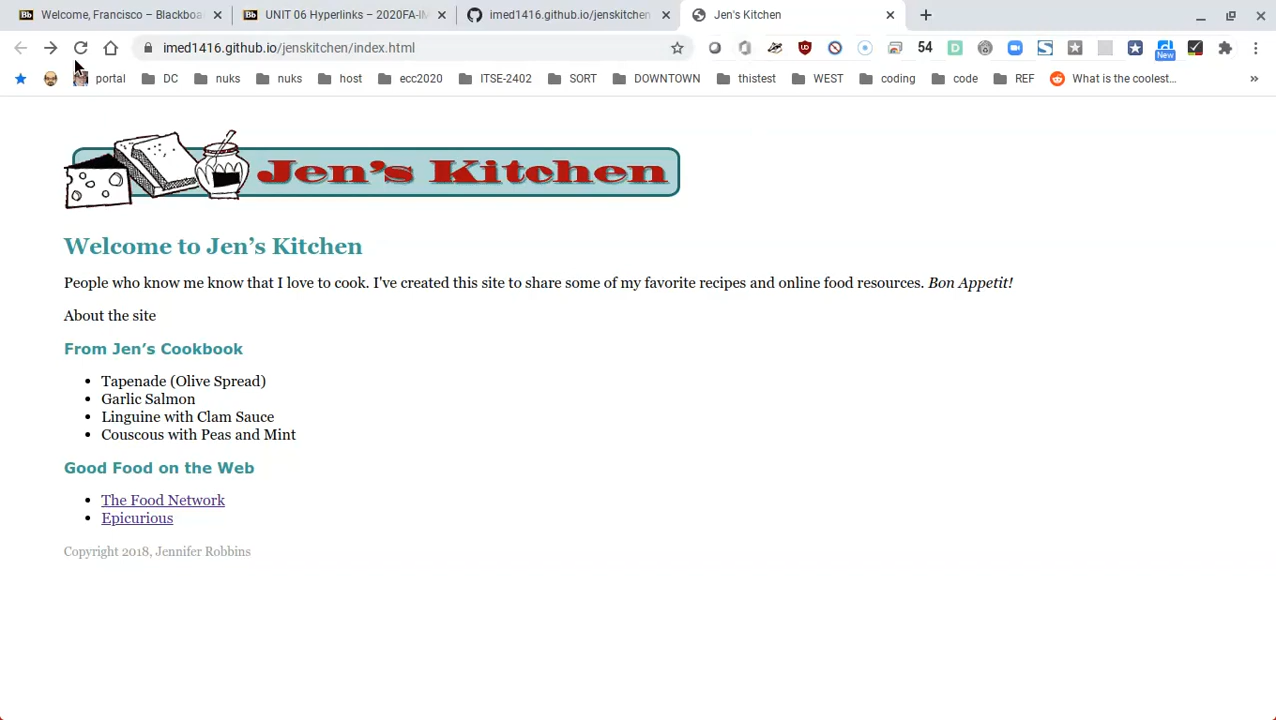 Welcome, Francisco – Blackboa
UNIT 06 Hyperlinks – 2020FA-IM
imed1416.github.io/jenskitchen
Jen's Kitchen
imed1416.github.io/jenskitchen/index.html
54
New
portal
DC
nuks
nuks
host
ecc2020
ITSE-2402
SORT
DOWNTOWN
thistest
WEST
coding
code
REF
What is the coolest...
Jen's Kitchen
Welcome to Jen’s Kitchen
People who know me know that I love to cook. I've created this site to share some of my favorite recipes and online food resources. Bon Appetit!
About the site
From Jen’s Cookbook
Tapenade (Olive Spread)
Garlic Salmon
Linguine with Clam Sauce
Couscous with Peas and Mint
Good Food on the Web
The Food Network
Epicurious
Copyright 2018, Jennifer Robbins